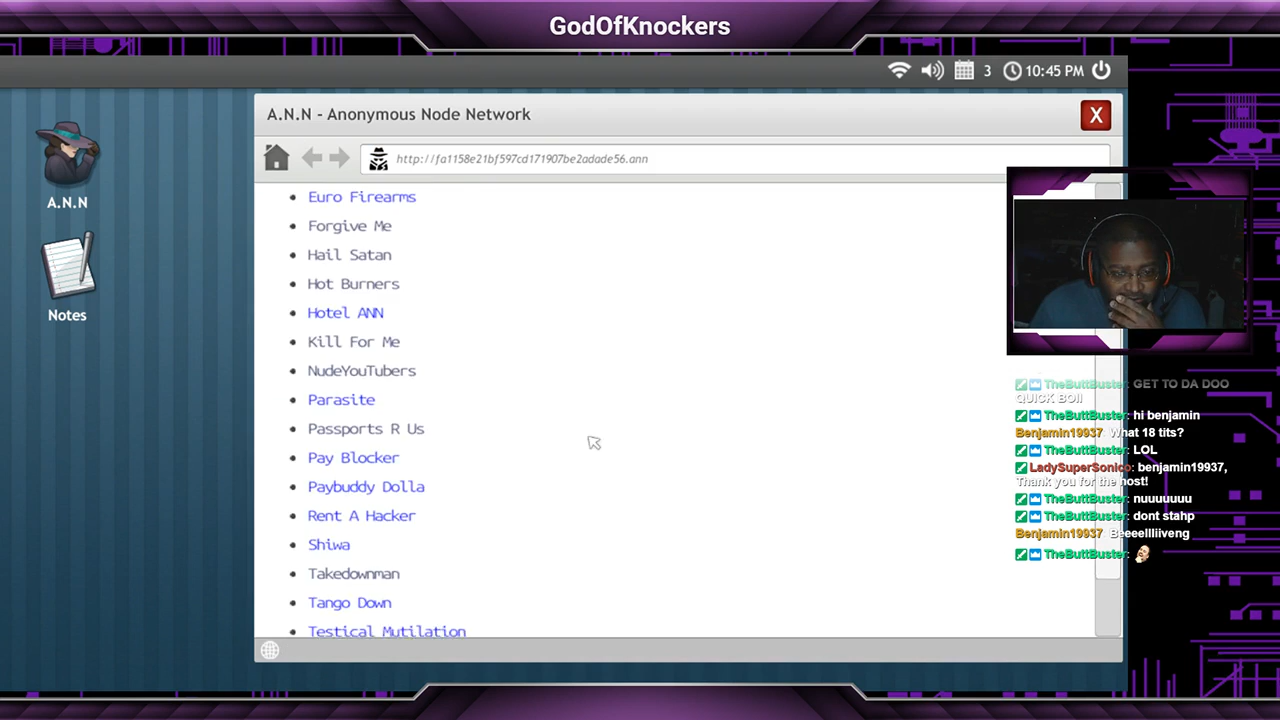 GodOfKnockers
3
10:45 PM
A.N.N - Anonymous Node Network
X
http://fa1158e21bf597cd171907be2adade56.ann
A.N.N
Notes
Euro Firearms
Forgive Me
Hail Satan
Hot Burners
Hotel ANN
Kill For Me
NudeYouTubers
Parasite
Passports R Us
Pay Blocker
Paybuddy Dolla
Rent A Hacker
Shiwa
Takedownman
Tango Down
Testical Mutilation
TheButtBuster: GET TO DA DOO
QUICK BOII
TheButtBuster: hi benjamin
Benjamin19937: What 18 tits?
TheButtBuster: LOL
LadySuperSonico: benjamin19937,
Thank you for the host!
TheButtBuster: nuuuuuuu
TheButtBuster: dont stahp
Benjamin19937: Beeeellliiveng
TheButtBuster: